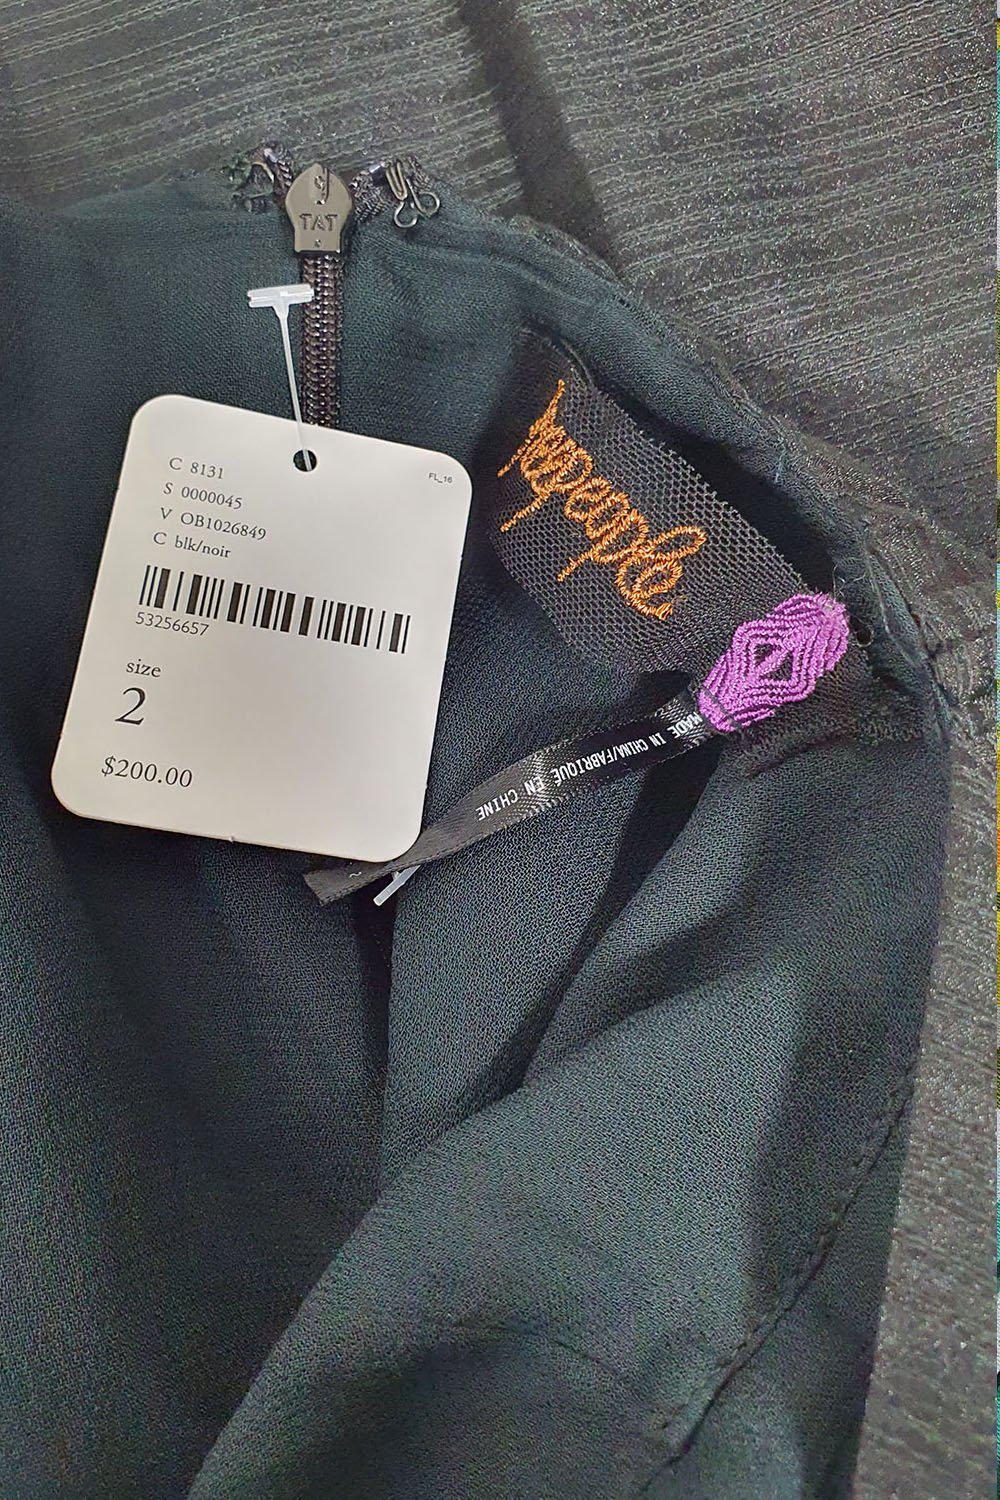 TAT
C 8131
FL_16
S 0000045
V OB1026849
C blk/noir
53256657
size
2
$200.00
free people
MADE IN CHINA/FABRIQUE EN CHINE